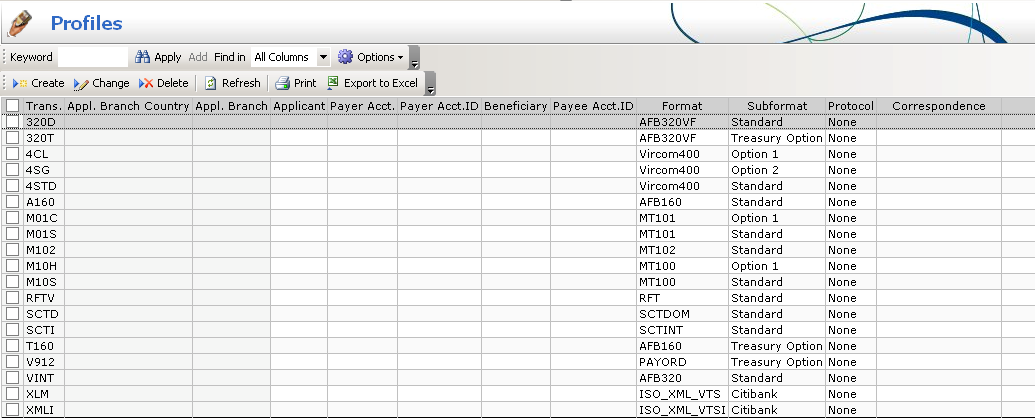 Profiles
Keyword Apply Add Find in All Columns Options
Create Change Delete Refresh Print Export to Excel
Trans. Appl. Branch Country Appl. Branch Applicant Payer Acct. Payer Acct.ID Beneficiary Payee Acct.ID Format Subformat Protocol Correspondence
320D AFB320VF Standard None
320T AFB320VF Treasury Option None
4CL Vircom400 Option 1 None
4SG Vircom400 Option 2 None
4STD Vircom400 Standard None
A160 AFB160 Standard None
M01C MT101 Option 1 None
M01S MT101 Standard None
M102 MT102 Standard None
M10H MT100 Option 1 None
M10S MT100 Standard None
RFTV RFT Standard None
SCTD SCTDOM Standard None
SCTI SCTINT Standard None
T160 AFB160 Treasury Option None
V912 PAYORD Treasury Option None
VINT AFB320 Standard None
XLM ISO_XML_VTS Citibank None
XMLI ISO_XML_VTSI Citibank None